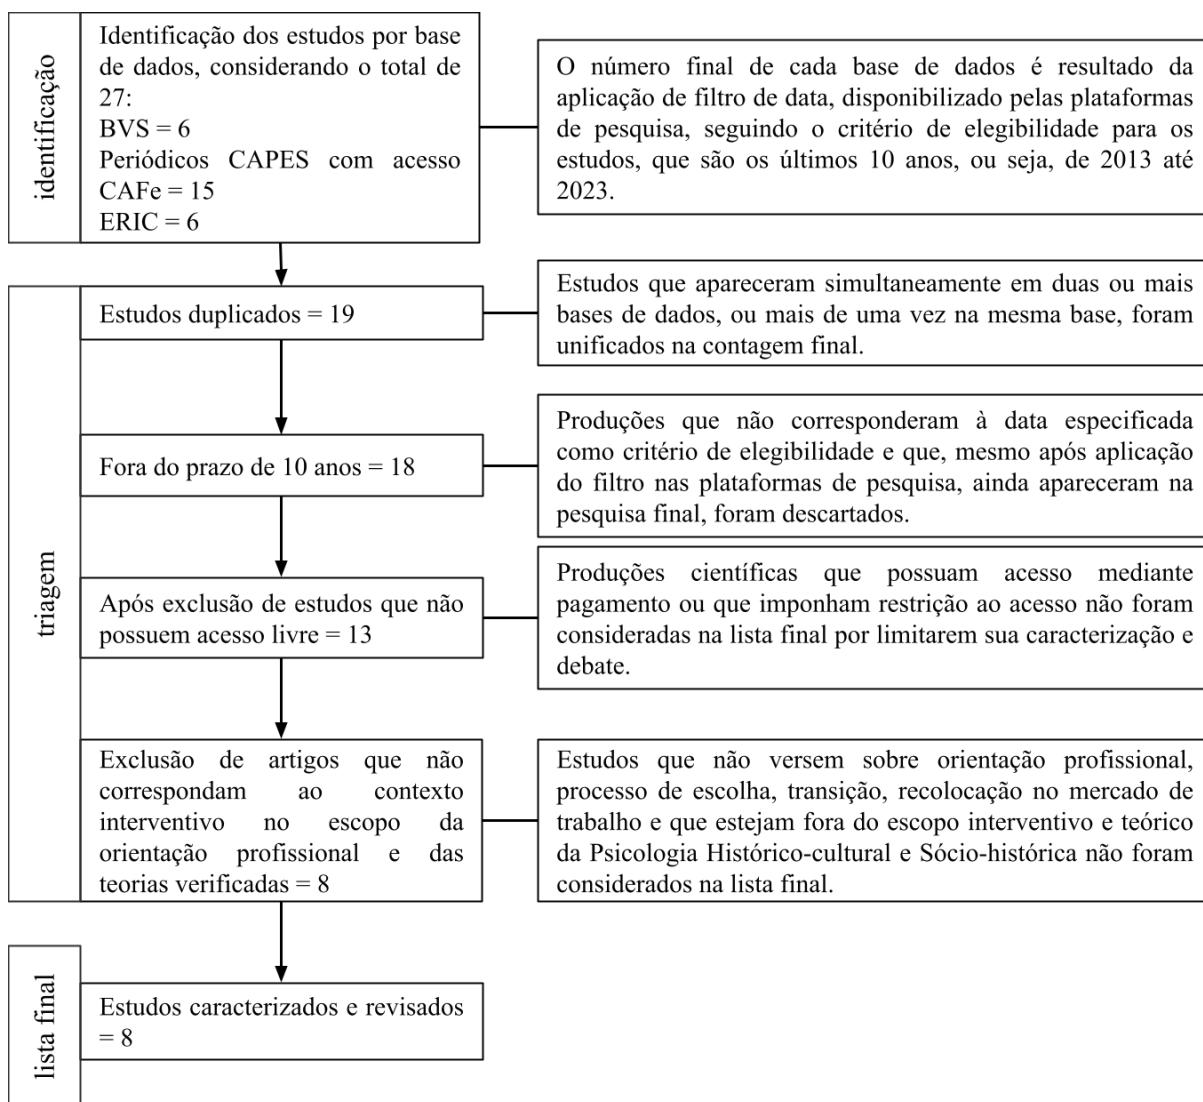 identificação
Identificação dos estudos por base
de dados, considerando o total de
27:
BVS = 6
Periódicos CAPES com acesso
CAFe = 15
ERIC = 6
O número final de cada base de dados é resultado da
aplicação de filtro de data, disponibilizado pelas plataformas
de pesquisa, seguindo o critério de elegibilidade para os
estudos, que são os últimos 10 anos, ou seja, de 2013 até
2023.
triagem
Estudos duplicados = 19
Estudos que apareceram simultaneamente em duas ou mais
bases de dados, ou mais de uma vez na mesma base, foram
unificados na contagem final.
Fora do prazo de 10 anos = 18
Produções que não corresponderam à data especificada
como critério de elegibilidade e que, mesmo após aplicação
do filtro nas plataformas de pesquisa, ainda apareceram na
pesquisa final, foram descartados.
Após exclusão de estudos que não
possuem acesso livre = 13
Produções científicas que possuam acesso mediante
pagamento ou que imponham restrição ao acesso não foram
consideradas na lista final por limitarem sua caracterização e
debate.
Exclusão de artigos que não
correspondam ao contexto
interventivo no escopo da
orientação profissional e das
teorias verificadas = 8
Estudos que não versem sobre orientação profissional,
processo de escolha, transição, recolocação no mercado de
trabalho e que estejam fora do escopo interventivo e teórico
da Psicologia Histórico-cultural e Sócio-histórica não foram
considerados na lista final.
lista final
Estudos caracterizados e revisados
= 8